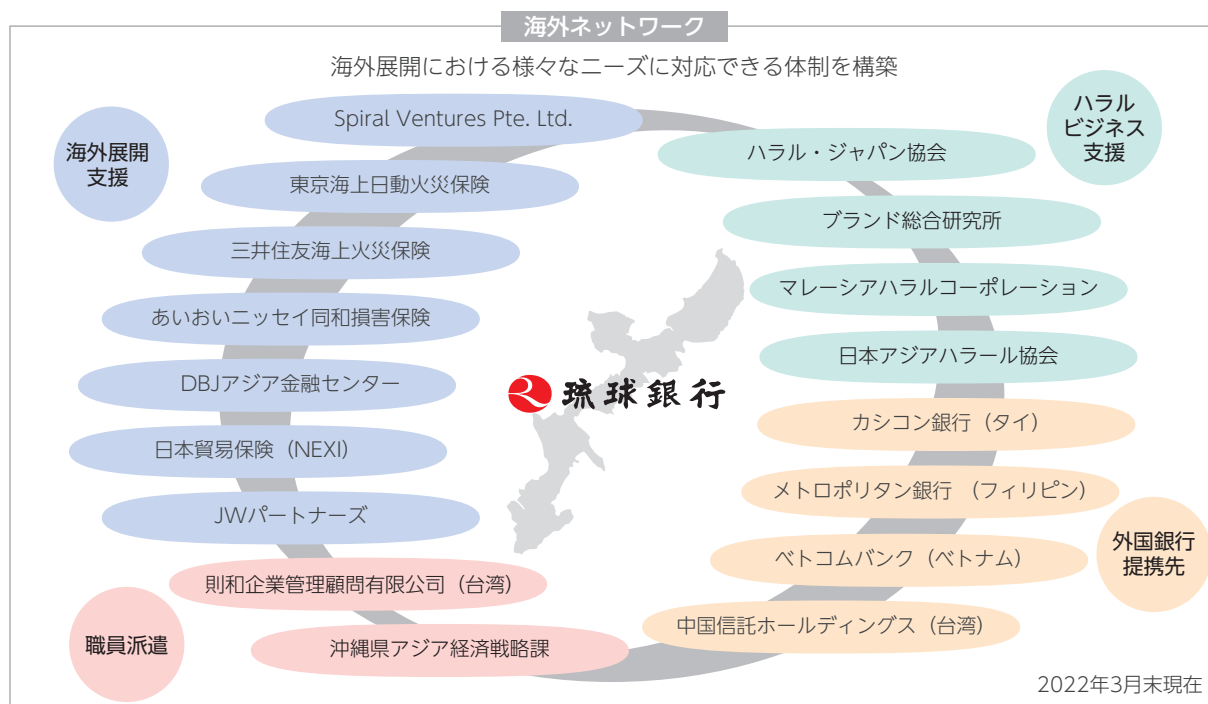 海外ネットワーク
海外展開における様々なニーズに対応できる体制を構築
海外展開
支援
Spiral Ventures Pte. Ltd.
東京海上日動火災保険
三井住友海上火災保険
あいおいニッセイ同和損害保険
DBJアジア金融センター
日本貿易保険（NEXI）
JWパートナーズ
職員派遣
則和企業管理顧問有限公司（台湾）
沖縄県アジア経済戦略課
琉球銀行
ハラル
ビジネス
支援
ハラル・ジャパン協会
ブランド総合研究所
マレーシアハラルコーポレーション
日本アジアハラール協会
カシコン銀行（タイ）
メトロポリタン銀行　（フィリピン）
ベトコムバンク（ベトナム）
中国信託ホールディングス（台湾）
外国銀行
提携先
2022年3月末現在